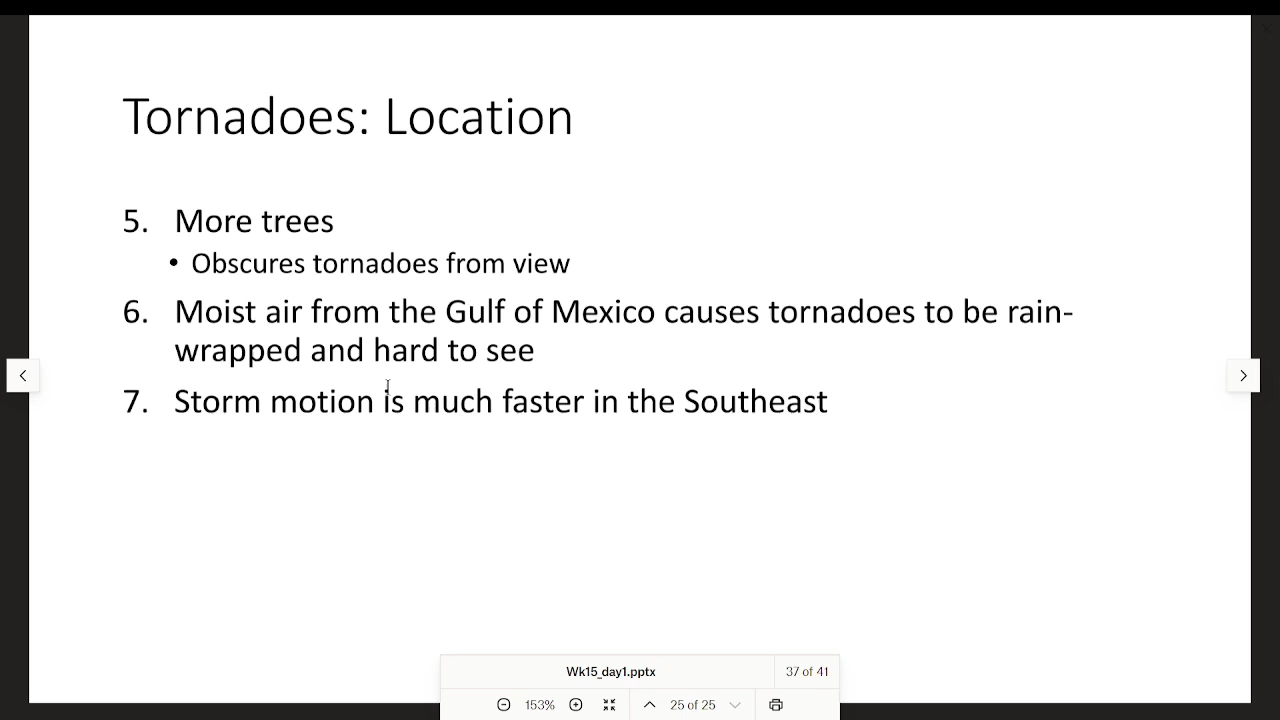 Tornadoes: Location
5. More trees
• Obscures tornadoes from view
6. Moist air from the Gulf of Mexico causes tornadoes to be rain-
wrapped and hard to see
7. Storm motion is much faster in the Southeast
Wk15_day1.pptx 37 of 41
153% 25 of 25